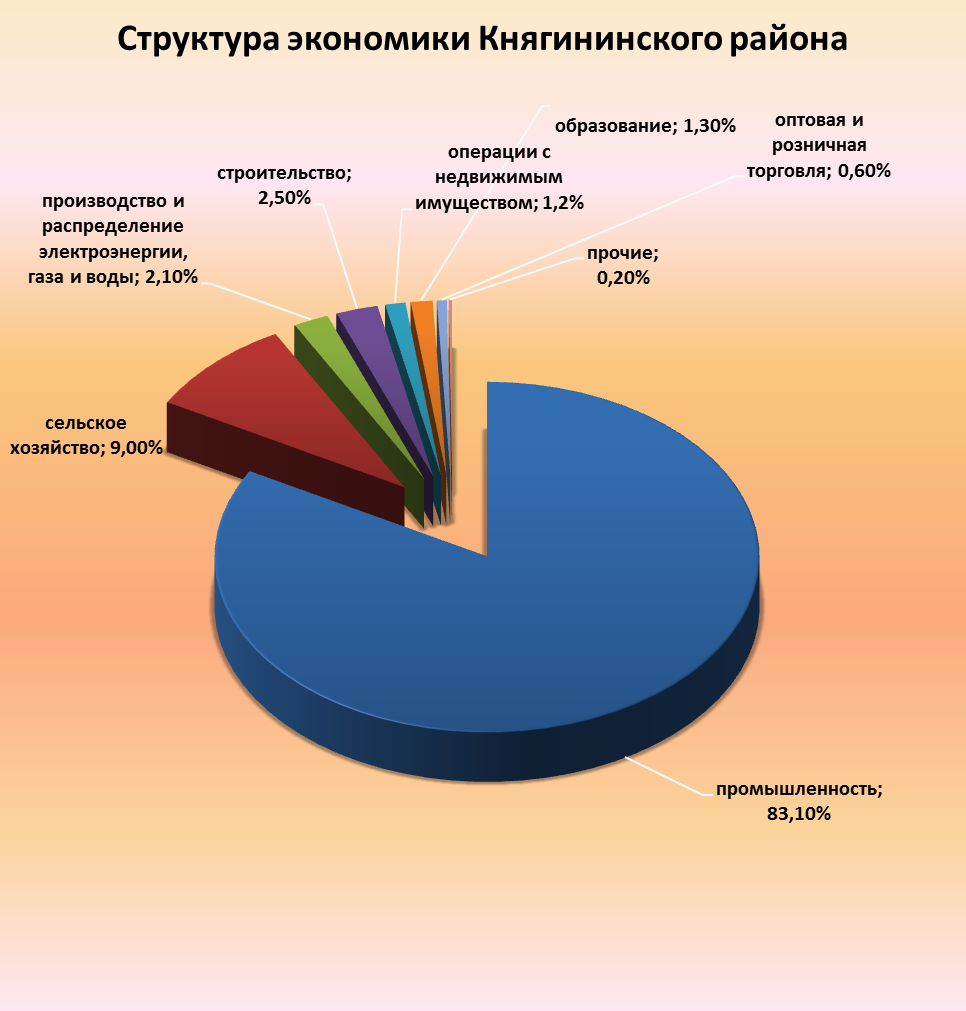 Структура экономики Княгининского района
образование; 1,30%
оптовая и
розничная
торговля; 0,60%
операции с
недвижимым
имуществом; 1,2%
строительство;
2,50%
производство и
распределение
электроэнергии,
газа и воды; 2,10%
прочие;
0,20%
сельское
хозяйство; 9,00%
промышленность;
83,10%